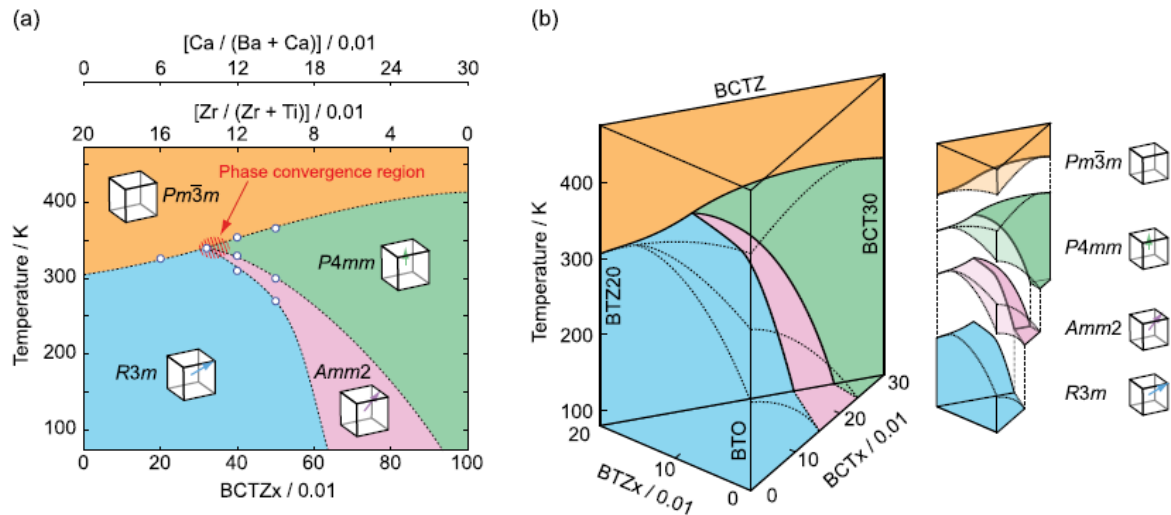 (a)
[Ca / (Ba + Ca)] / 0.01
0 6 12 18 24 30
[Zr / (Zr + Ti)] / 0.01
20 16 12 8 4 0
Phase convergence region
Pm3̅m
P4mm
R3m
Amm2
400
300
200
100
Temperature / K
0 20 40 60 80 100
BCTZx / 0.01
(b)
BCTZ
BTZ20
BCT30
BTO
400
300
200
100
Temperature / K
20
10
0
BTZx / 0.01
0
10
20
30
BCTx / 0.01
Pm3̅m
P4mm
Amm2
R3m